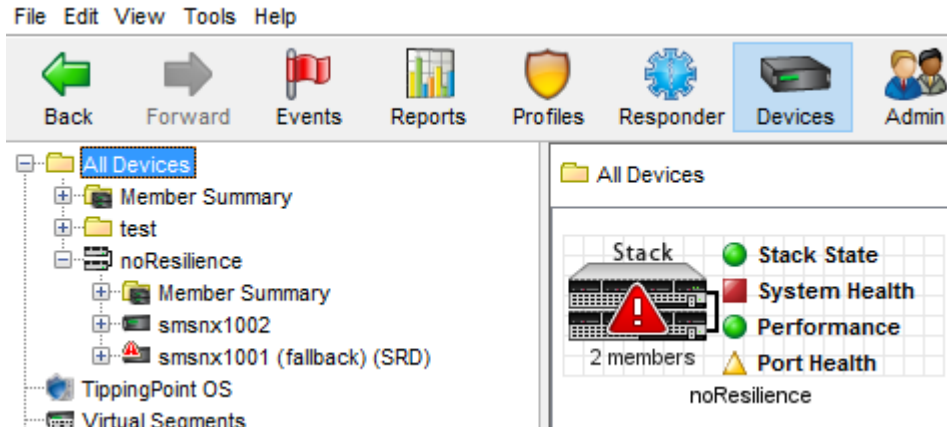 File Edit View Tools Help
Back Forward Events Reports Profiles Responder Devices Admin
All Devices
Member Summary
test
noResilience
Member Summary
smsnx1002
smsnx1001 (fallback) (SRD)
TippingPoint OS
Virtual Segments
All Devices
Stack
2 members
Stack State
System Health
Performance
Port Health
noResilience